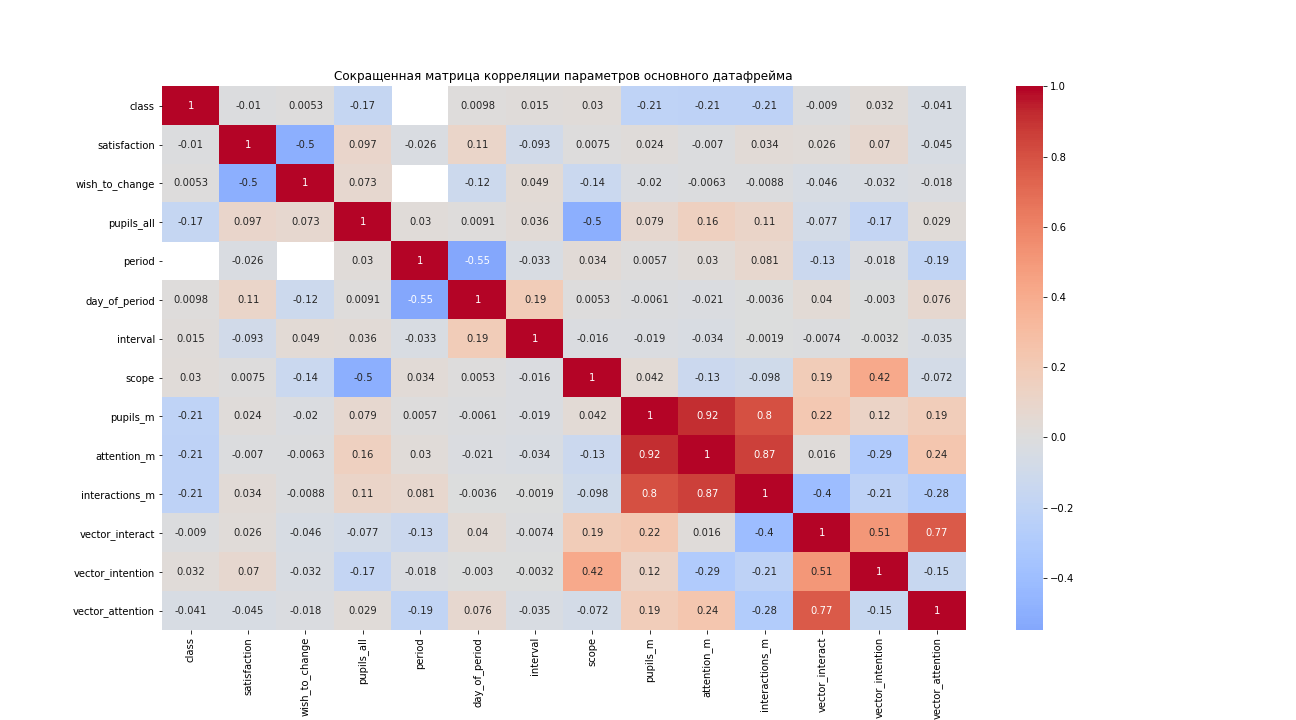 Сокращенная матрица корреляции параметров основного датафрейма
class 1 -0.01 0.0053 -0.17 0.0098 0.015 0.03 -0.21 -0.21 -0.21 -0.009 0.032 -0.041
satisfaction -0.01 1 -0.5 0.097 -0.026 0.11 -0.093 0.0075 0.024 -0.007 0.034 0.026 0.07 -0.045
wish_to_change 0.0053 -0.5 1 0.073 -0.12 0.049 -0.14 -0.02 -0.0063 -0.0088 -0.046 -0.032 -0.018
pupils_all -0.17 0.097 0.073 1 0.03 0.0091 0.036 -0.5 0.079 0.16 0.11 -0.077 -0.17 0.029
period -0.026 0.03 1 -0.55 -0.033 0.034 0.0057 0.03 0.081 -0.13 -0.018 -0.19
day_of_period 0.0098 0.11 -0.12 0.0091 -0.55 1 0.19 0.0053 -0.0061 -0.021 -0.0036 0.04 -0.003 0.076
interval 0.015 -0.093 0.049 0.036 -0.033 0.19 1 -0.016 -0.019 -0.034 -0.0019 -0.0074 -0.0032 -0.035
scope 0.03 0.0075 -0.14 -0.5 0.034 0.0053 -0.016 1 0.042 -0.13 -0.098 0.19 0.42 -0.072
pupils_m -0.21 0.024 -0.02 0.079 0.0057 -0.0061 -0.019 0.042 1 0.92 0.8 0.22 0.12 0.19
attention_m -0.21 -0.007 -0.0063 0.16 0.03 -0.021 -0.034 -0.13 0.92 1 0.87 0.016 -0.29 0.24
interactions_m -0.21 0.034 -0.0088 0.11 0.081 -0.0036 -0.0019 -0.098 0.8 0.87 1 -0.4 -0.21 -0.28
vector_interact -0.009 0.026 -0.046 -0.077 -0.13 0.04 -0.0074 0.19 0.22 0.016 -0.4 1 0.51 0.77
vector_intention 0.032 0.07 -0.032 -0.17 -0.018 -0.003 -0.0032 0.42 0.12 -0.29 -0.21 0.51 1 -0.15
vector_attention -0.041 -0.045 -0.018 0.029 -0.19 0.076 -0.035 -0.072 0.19 0.24 -0.28 0.77 -0.15 1
class
satisfaction
wish_to_change
pupils_all
period
day_of_period
interval
scope
pupils_m
attention_m
interactions_m
vector_interact
vector_intention
vector_attention
1.0
0.8
0.6
0.4
0.2
0.0
−0.2
−0.4